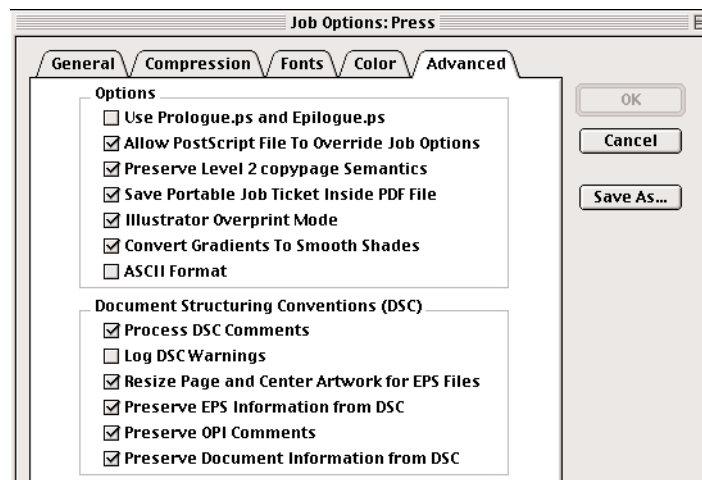 Job Options: Press
General Compression Fonts Color Advanced
Options
Use Prologue.ps and Epilogue.ps
Allow PostScript File To Override Job Options
Preserve Level 2 copypage Semantics
Save Portable Job Ticket Inside PDF File
Illustrator Overprint Mode
Convert Gradients To Smooth Shades
ASCII Format
Document Structuring Conventions (DSC)
Process DSC Comments
Log DSC Warnings
Resize Page and Center Artwork for EPS Files
Preserve EPS Information from DSC
Preserve OPI Comments
Preserve Document Information from DSC
OK
Cancel
Save As...